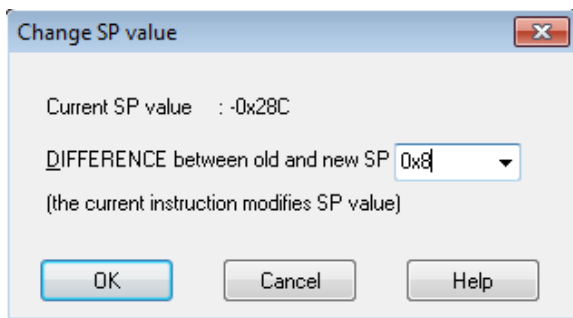 Change SP value
Current SP value : -0x28C
DIFFERENCE between old and new SP 0x8
(the current instruction modifies SP value)
OK Cancel Help